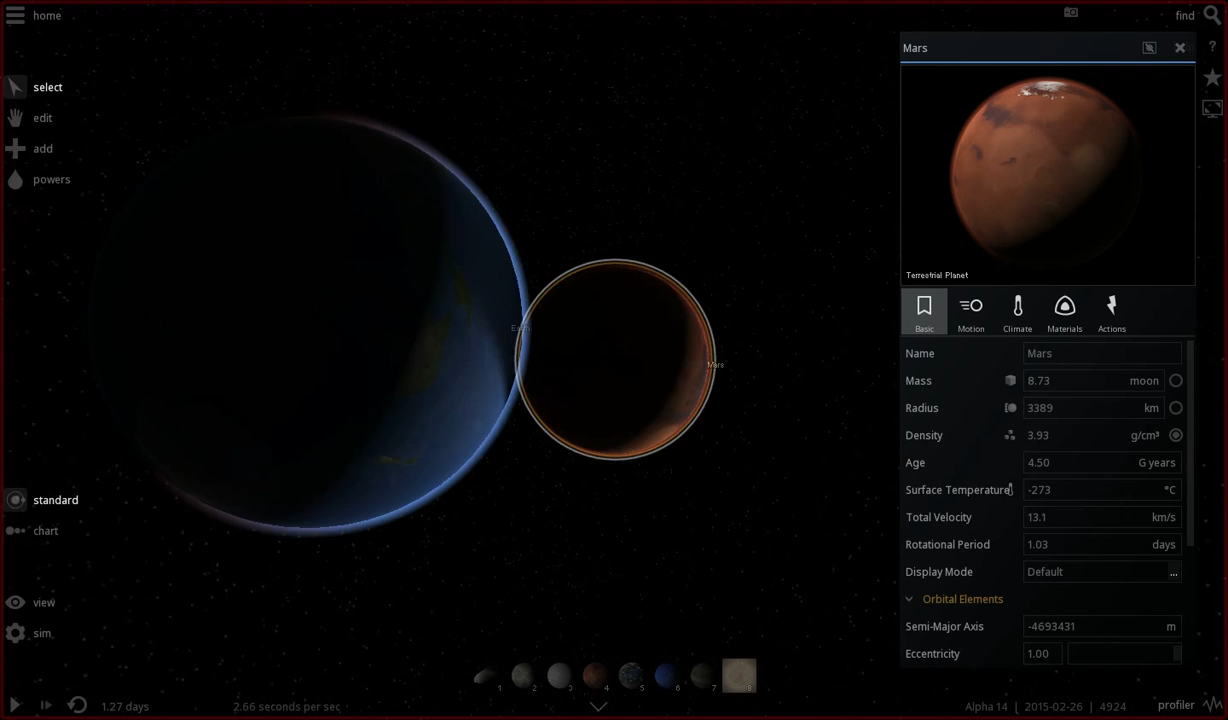 home
find
Mars
?
select
edit
add
powers
Earth
Mars
Terrestrial Planet
Basic Motion Climate Materials Actions
Name Mars
Mass 8.73 moon
Radius 3389 km
Density 3.93 g/cm³
Age 4.50 G years
Surface Temperature -273 °C
Total Velocity 13.1 km/s
Rotational Period 1.03 days
Display Mode Default ...
Orbital Elements
Semi-Major Axis -4693431 m
Eccentricity 1.00
standard
chart
view
sim
1 2 3 4 5 6 7 8
1.27 days
2.66 seconds per sec
Alpha 14 | 2015-02-26 | 4924
profiler